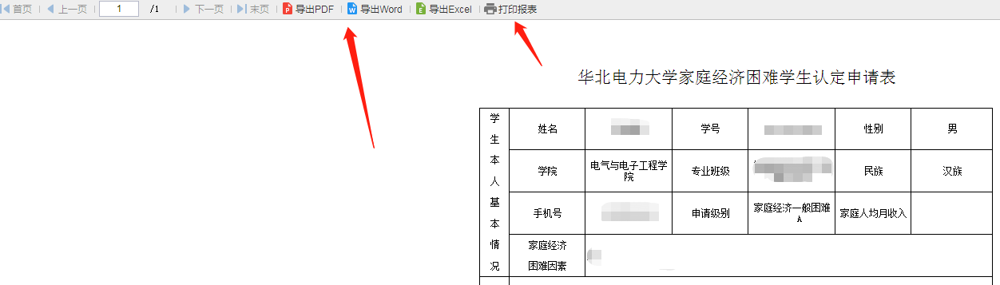 首页 上一页 1 /1 下一页 末页 导出PDF 导出Word 导出Excel 打印报表
华北电力大学家庭经济困难学生认定申请表
学生本人基本情况
姓名 学号 性别 男
学院 电气与电子工程学
院 专业班级 民族 汉族
手机号 申请级别 家庭经济一般困难
A 家庭人均月收入
家庭经济
困难因素